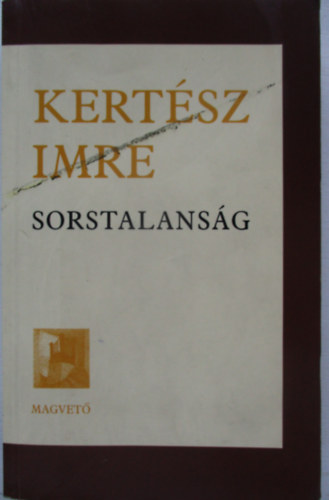 KERTÉSZ
IMRE
SORSTALANSÁG
MAGVETŐ